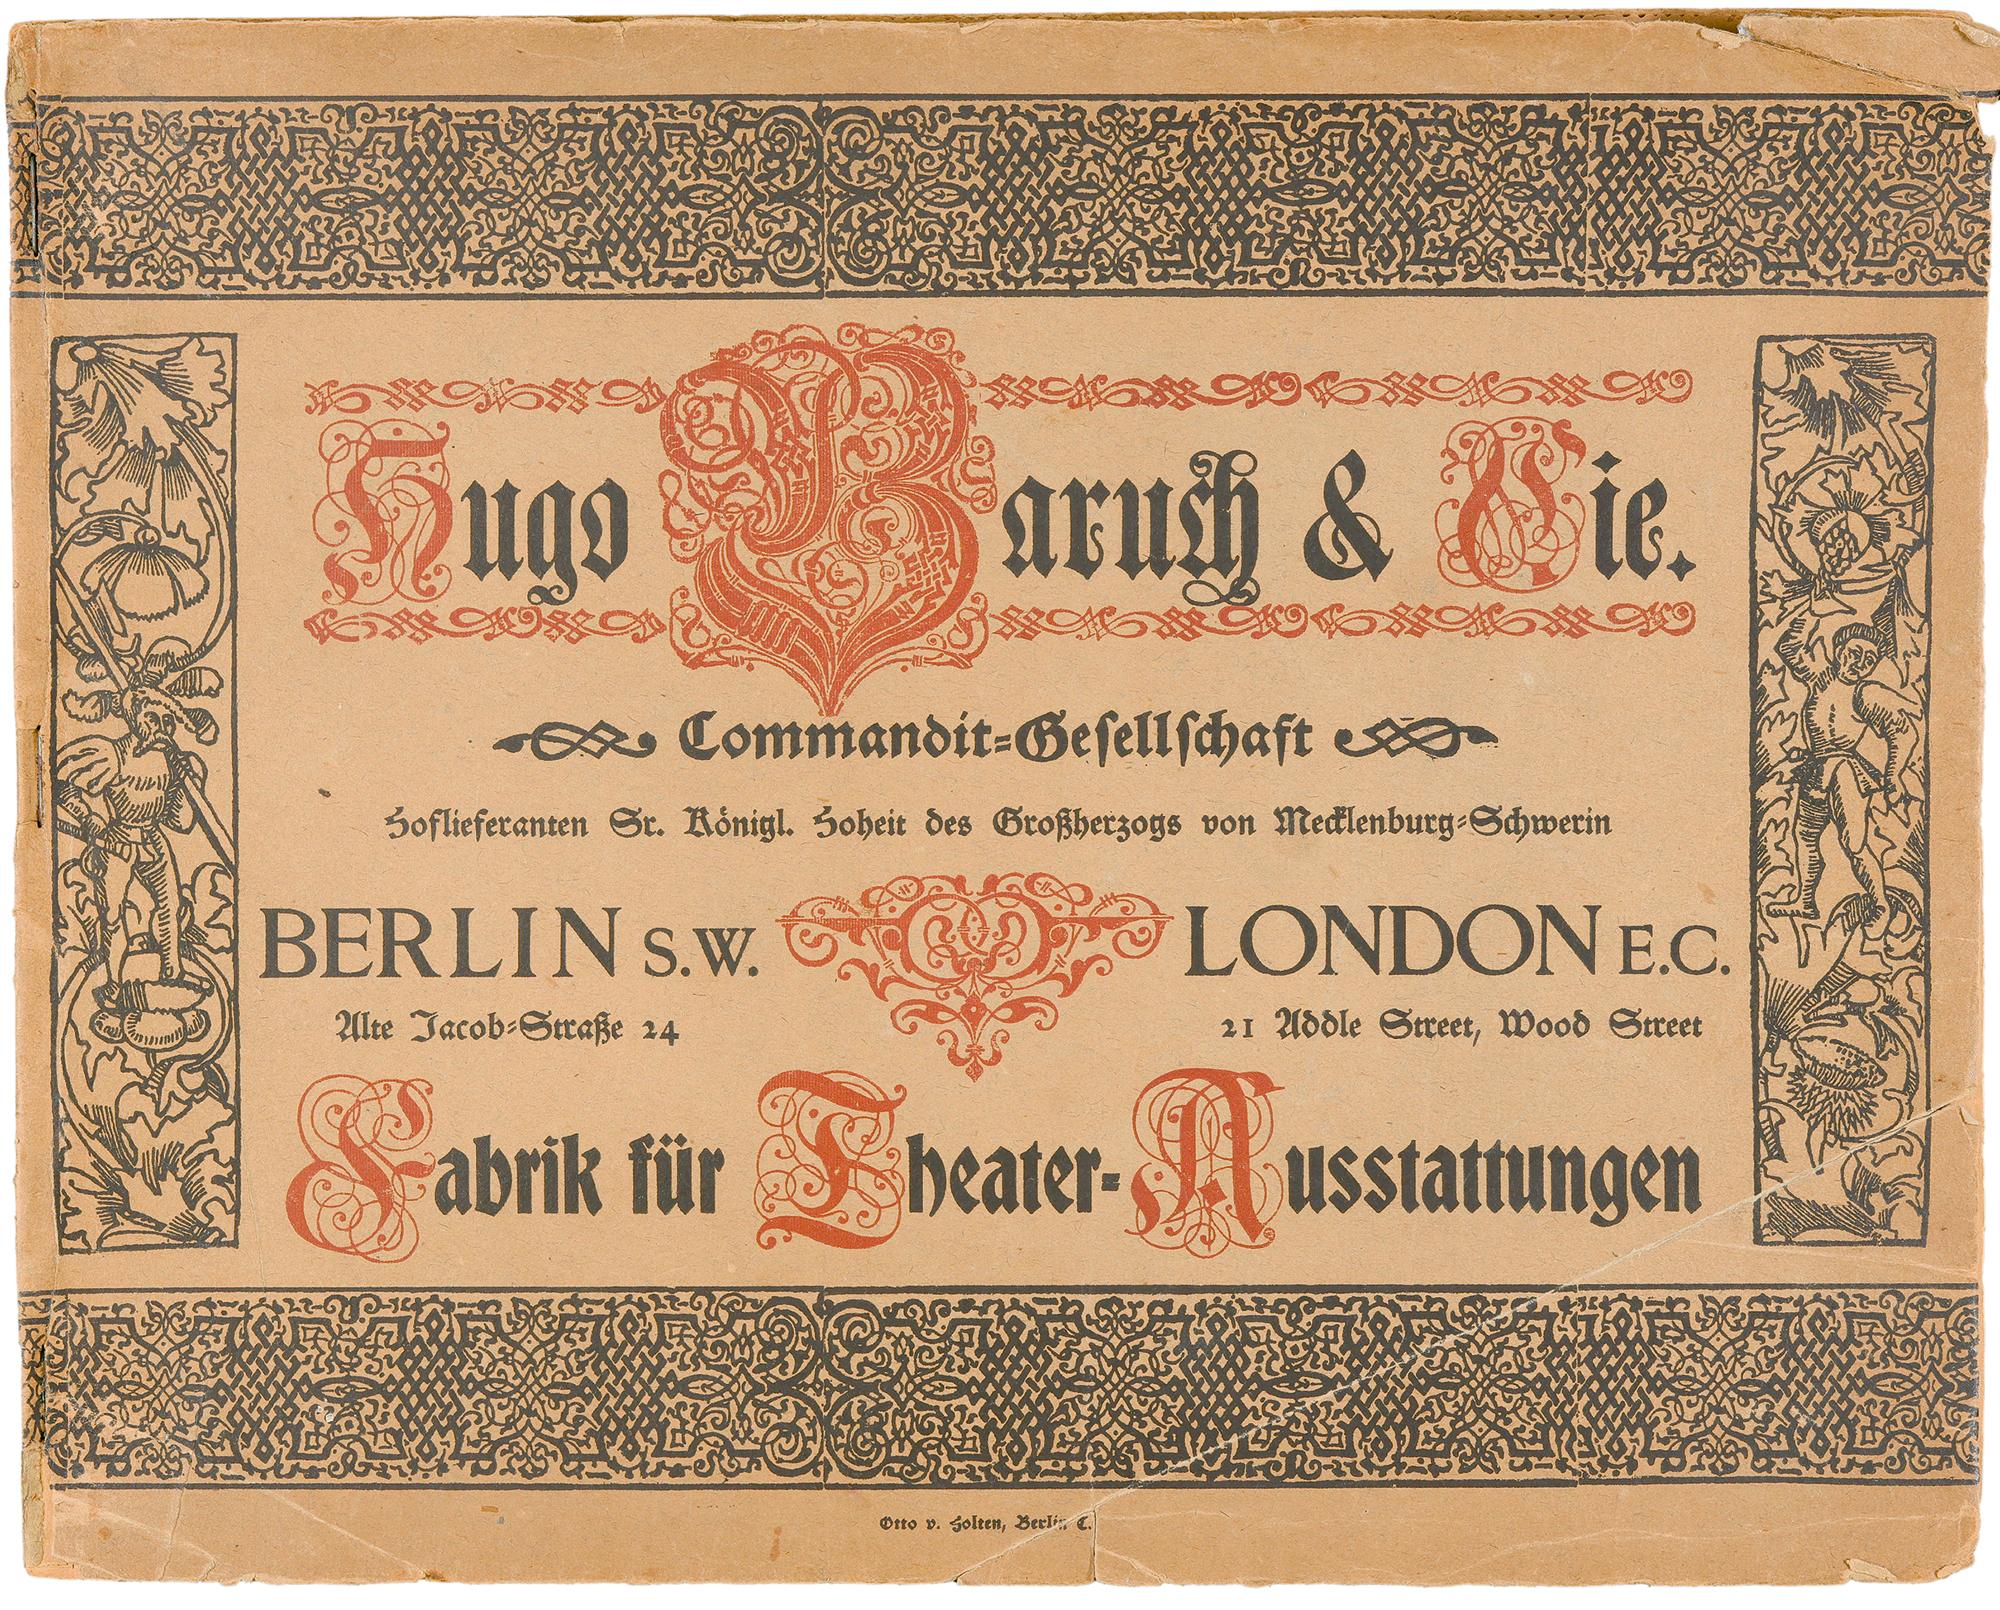 Hugo Baruch & Cie.
Commandit-Gesellschaft
Hoflieferanten Sr. Königl. Hoheit des Großherzogs von Mecklenburg-Schwerin
BERLIN S.W. LONDON E.C.
Alte Jacob-Straße 24 21 Addle Street, Wood Street
Fabrik für Theater-Ausstattungen
Otto v. Holten, Berlin C.